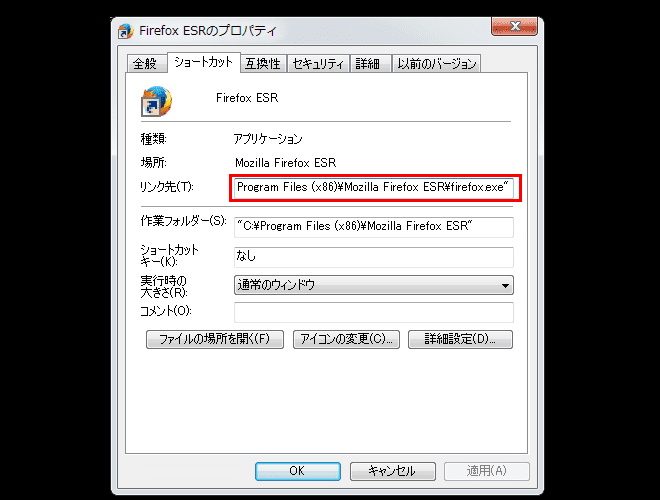 Firefox ESRのプロパティ
全般 ショートカット 互換性 セキュリティ 詳細 以前のバージョン
Firefox ESR
種類: アプリケーション
場所: Mozilla Firefox ESR
リンク先(T): Program Files (x86)¥Mozilla Firefox ESR¥firefox.exe"
作業フォルダー(S): "C:¥Program Files (x86)¥Mozilla Firefox ESR"
ショートカット
キー(K): なし
実行時の
大きさ(R): 通常のウィンドウ
コメント(O):
ファイルの場所を開く(F) アイコンの変更(C)... 詳細設定(D)...
OK キャンセル 適用(A)